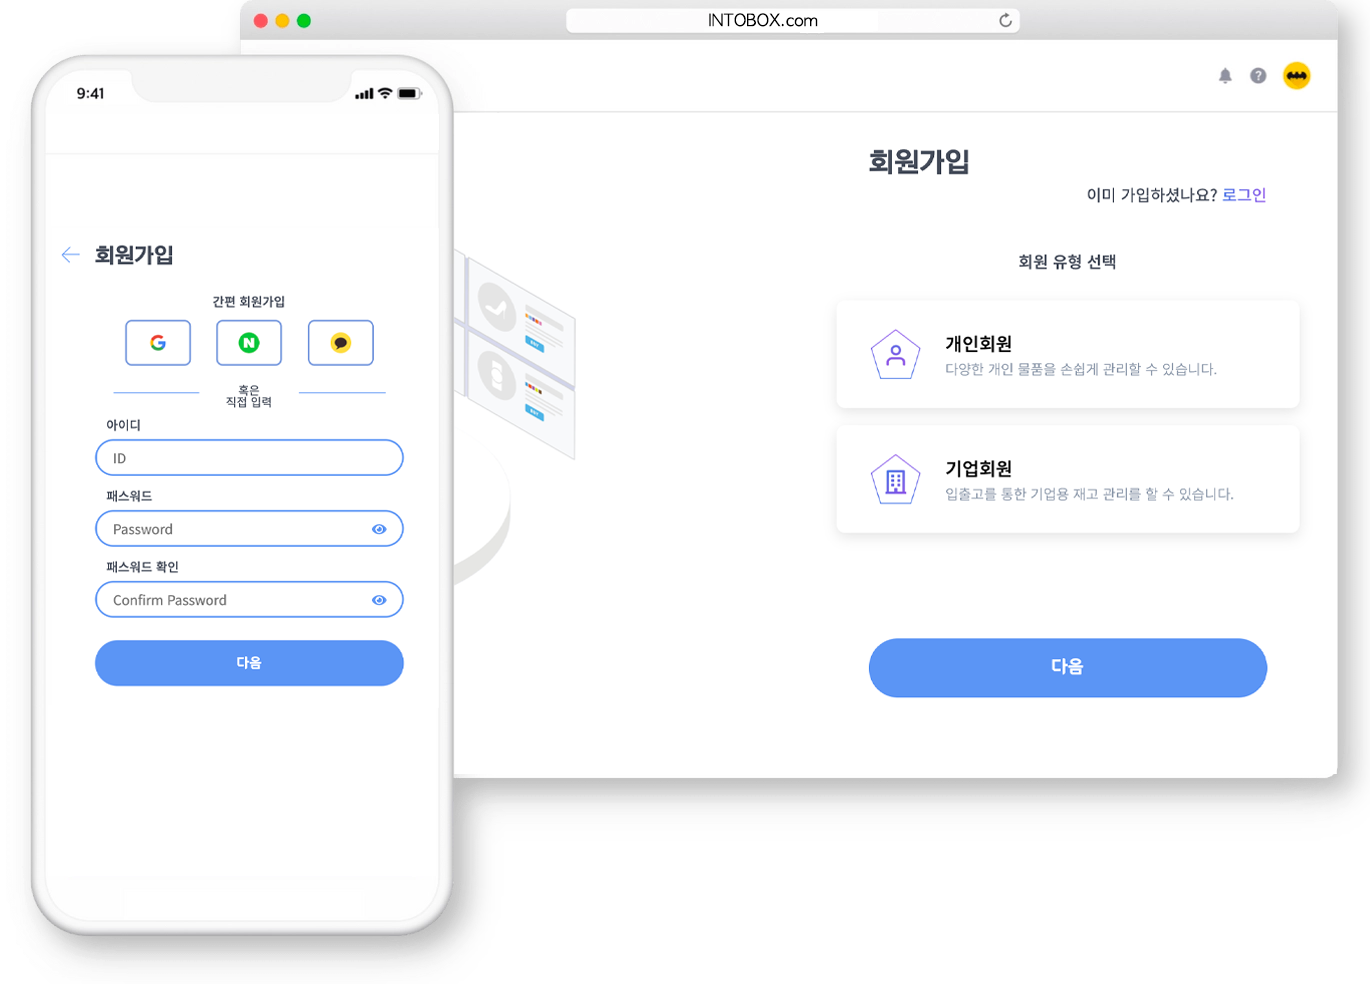 INTOBOX.com
9:41
회원가입
간편 회원가입
G
N
혹은
직접 입력
아이디
ID
패스워드
Password
패스워드 확인
Confirm Password
다음
회원가입
이미 가입하셨나요? 로그인
회원 유형 선택
개인회원
다양한 개인 물품을 손쉽게 관리할 수 있습니다.
기업회원
입출고를 통한 기업용 재고 관리를 할 수 있습니다.
다음